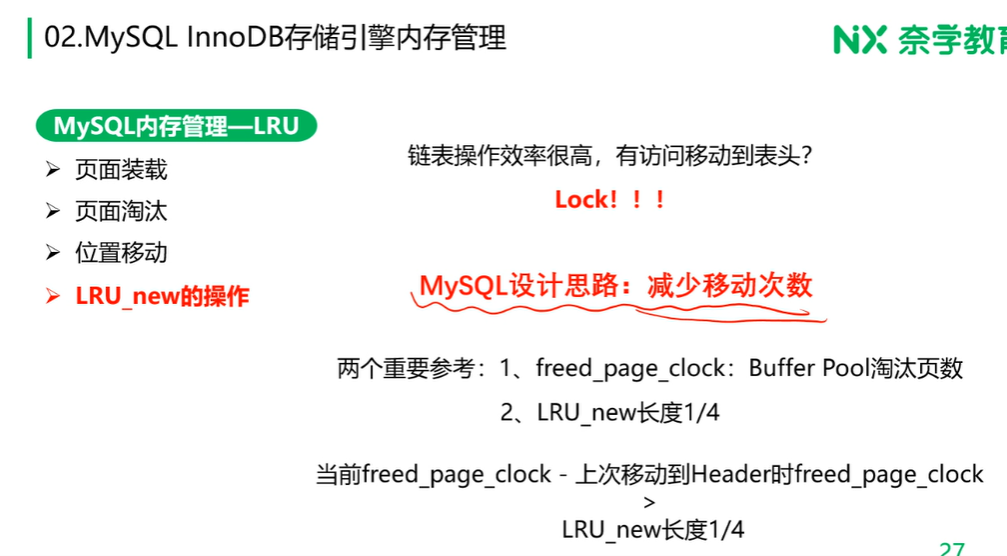 02.MySQL InnoDB存储引擎内存管理
NX 奈学教育
MySQL内存管理—LRU
➢ 页面装载
➢ 页面淘汰
➢ 位置移动
➢ LRU_new的操作
链表操作效率很高，有访问移动到表头？
Lock！！！
MySQL设计思路：减少移动次数
两个重要参考：1、freed_page_clock：Buffer Pool淘汰页数
2、LRU_new长度1/4
当前freed_page_clock - 上次移动到Header时freed_page_clock
>
LRU_new长度1/4
27